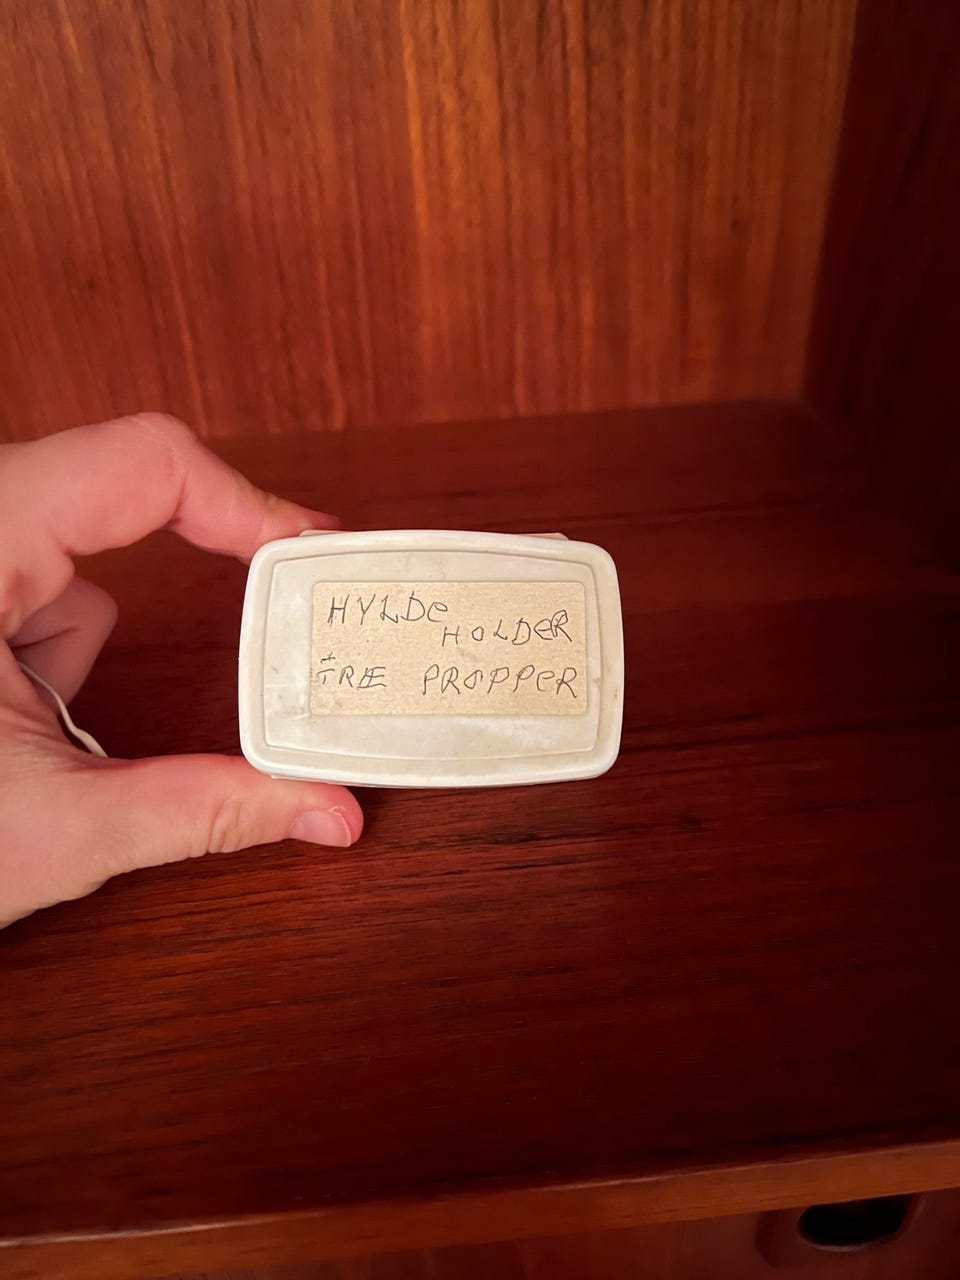 HYLDe
HOLDeR
+ TRÆ PROPPeR